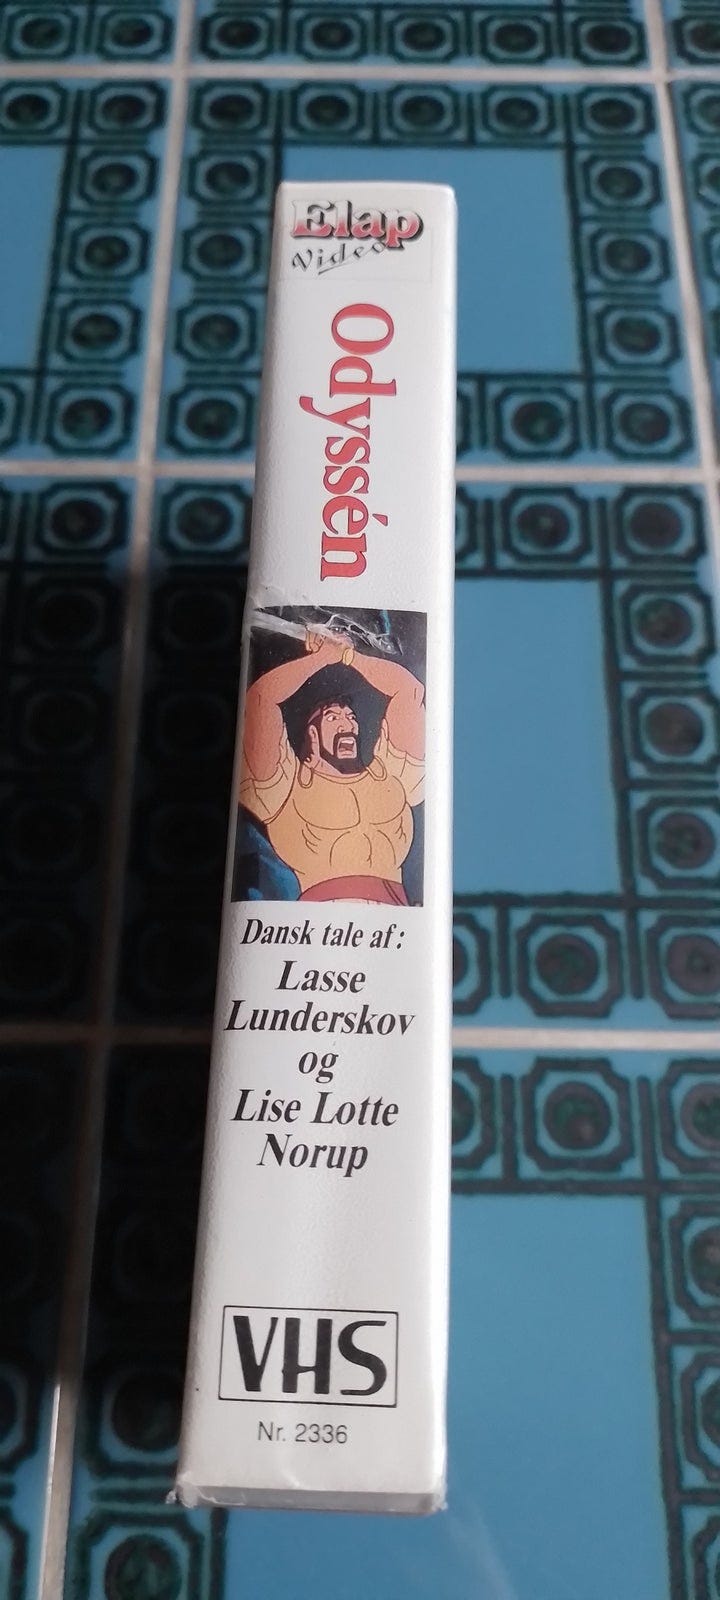 Elap
Video
Odyssén
Dansk tale af:
Lasse
Lunderskov
og
Lise Lotte
Norup
VHS
Nr. 2336